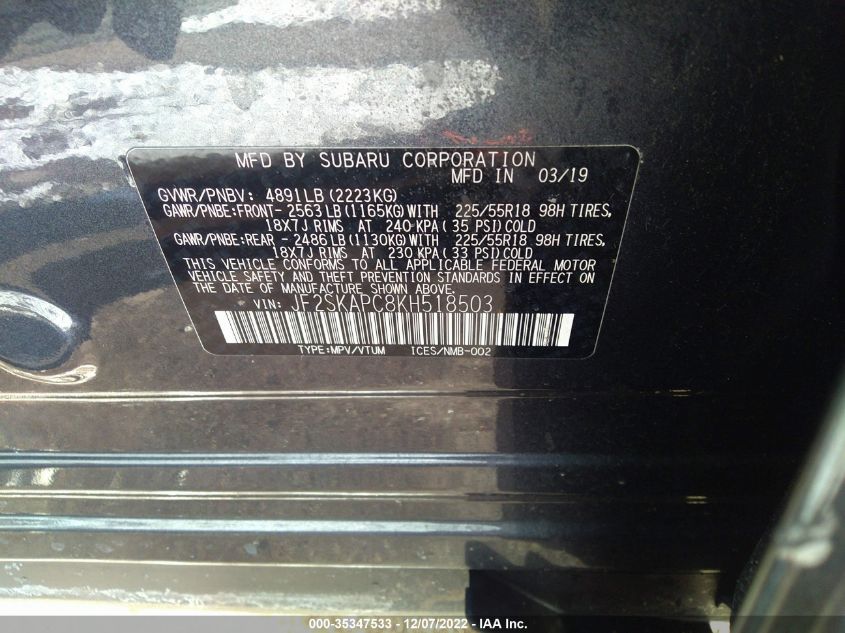 MFD BY SUBARU CORPORATION
MFD IN 03/19
GVWR/PNBV: 4891LB (2223KG)
GAWR/PNBE:FRONT- 2563LB (1165KG) WITH 225/55R18 98H TIRES,
18X7J RIMS AT 240 KPA ( 35 PSI) COLD
GAWR/PNBE:REAR - 2486LB (1130KG) WITH 225/55R18 98H TIRES,
18X7J RIMS AT 230 KPA ( 33 PSI) COLD
THIS VEHICLE CONFORMS TO ALL APPLICABLE FEDERAL MOTOR
VEHICLE SAFETY AND THEFT PREVENTION STANDARDS IN EFFECT ON
THE DATE OF MANUFACTURE SHOWN ABOVE.
VIN: JF2SKAPC8KH518503
TYPE:MPV/VTUM ICES/NMB-002
000-35347533 - 12/07/2022 - IAA Inc.